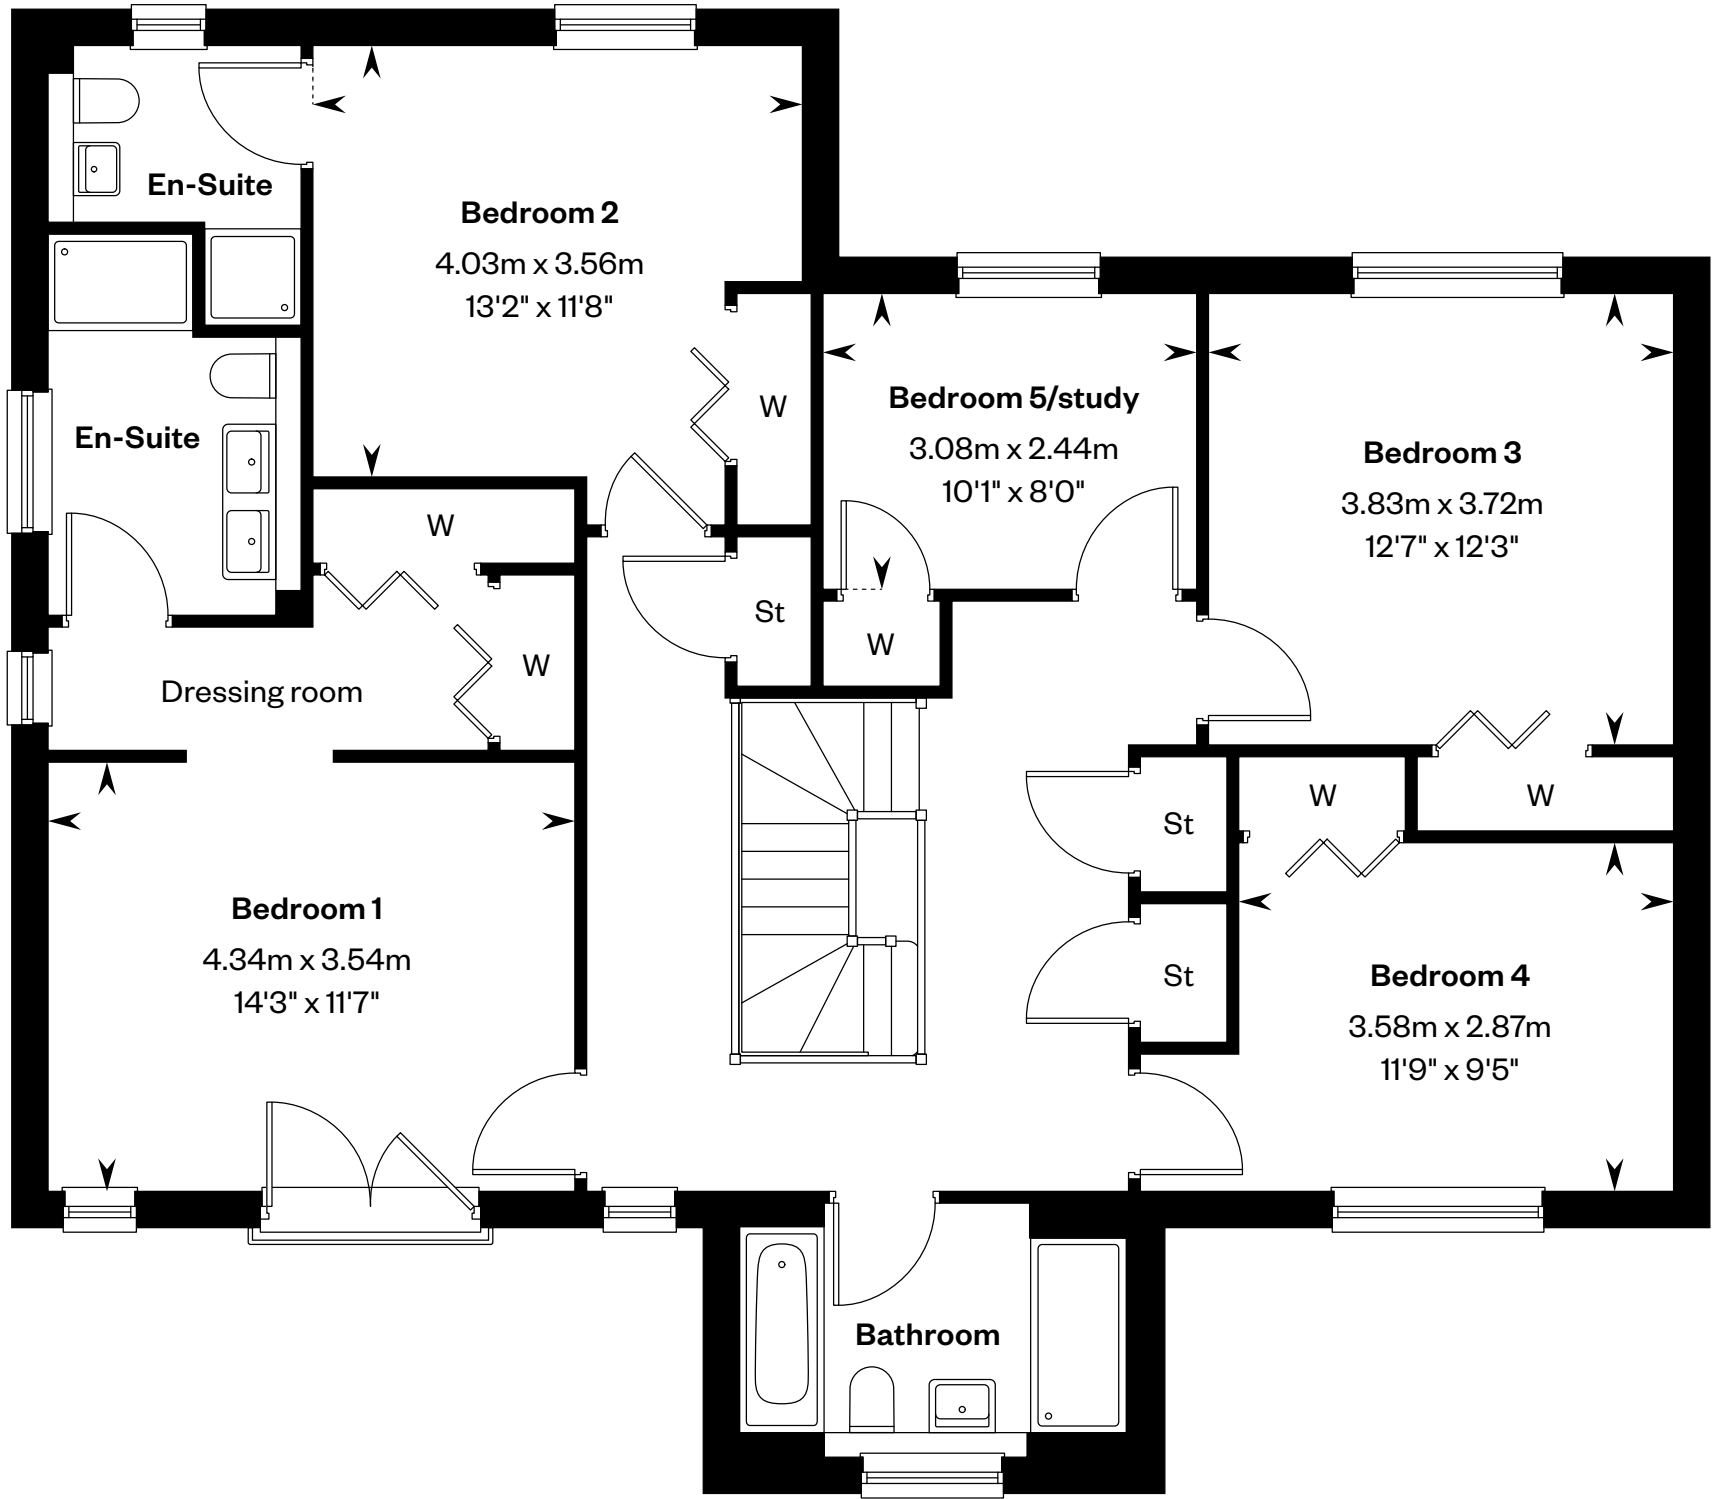 En-Suite
Bedroom 2
4.03m x 3.56m
13'2" x 11'8"
W
Bedroom 5/study
3.08m x 2.44m
10'1" x 8'0"
W
Bedroom 3
3.83m x 3.72m
12'7" x 12'3"
W
En-Suite
W
W
Dressing room
St
Bedroom 1
4.34m x 3.54m
14'3" x 11'7"
St
St
W
Bedroom 4
3.58m x 2.87m
11'9" x 9'5"
Bathroom